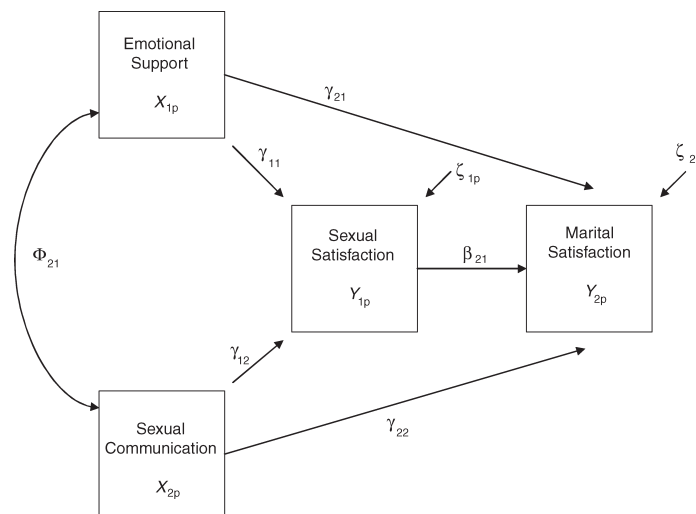 Emotional
Support
X1p
γ21
γ11
ζ1p
ζ2
Sexual
Satisfaction
Y1p
β21
Marital
Satisfaction
Y2p
Φ21
γ12
γ22
Sexual
Communication
X2p